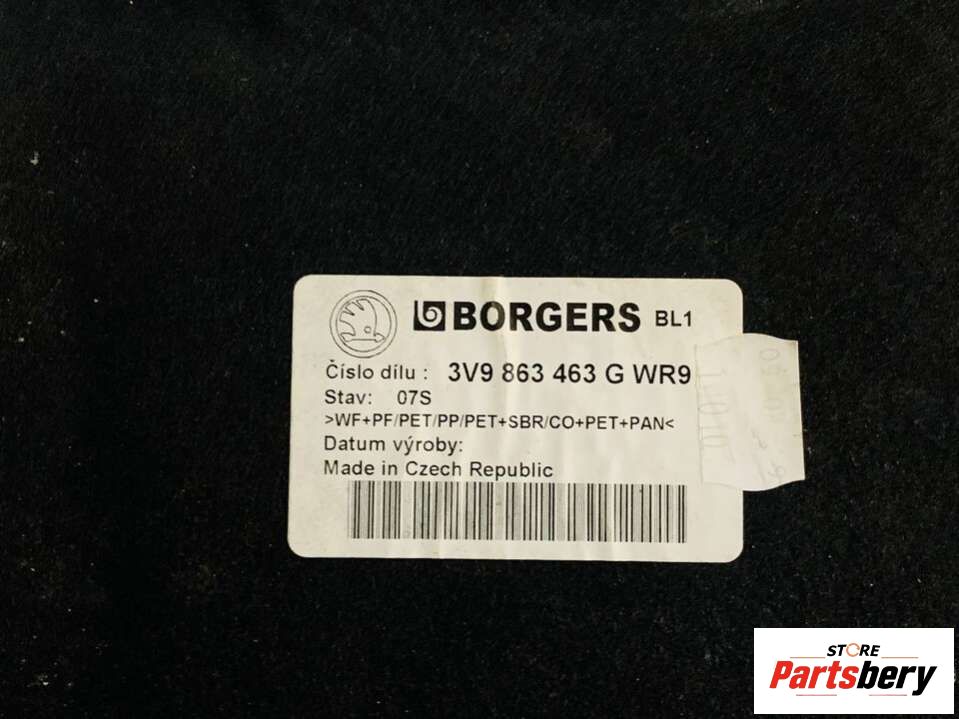 BORGERS BL1
Číslo dílu : 3V9 863 463 G WR9
Stav: 07S
>WF+PF/PET/PP/PET+SBR/CO+PET+PAN<
Datum výroby:
Made in Czech Republic
STORE
Partsbery